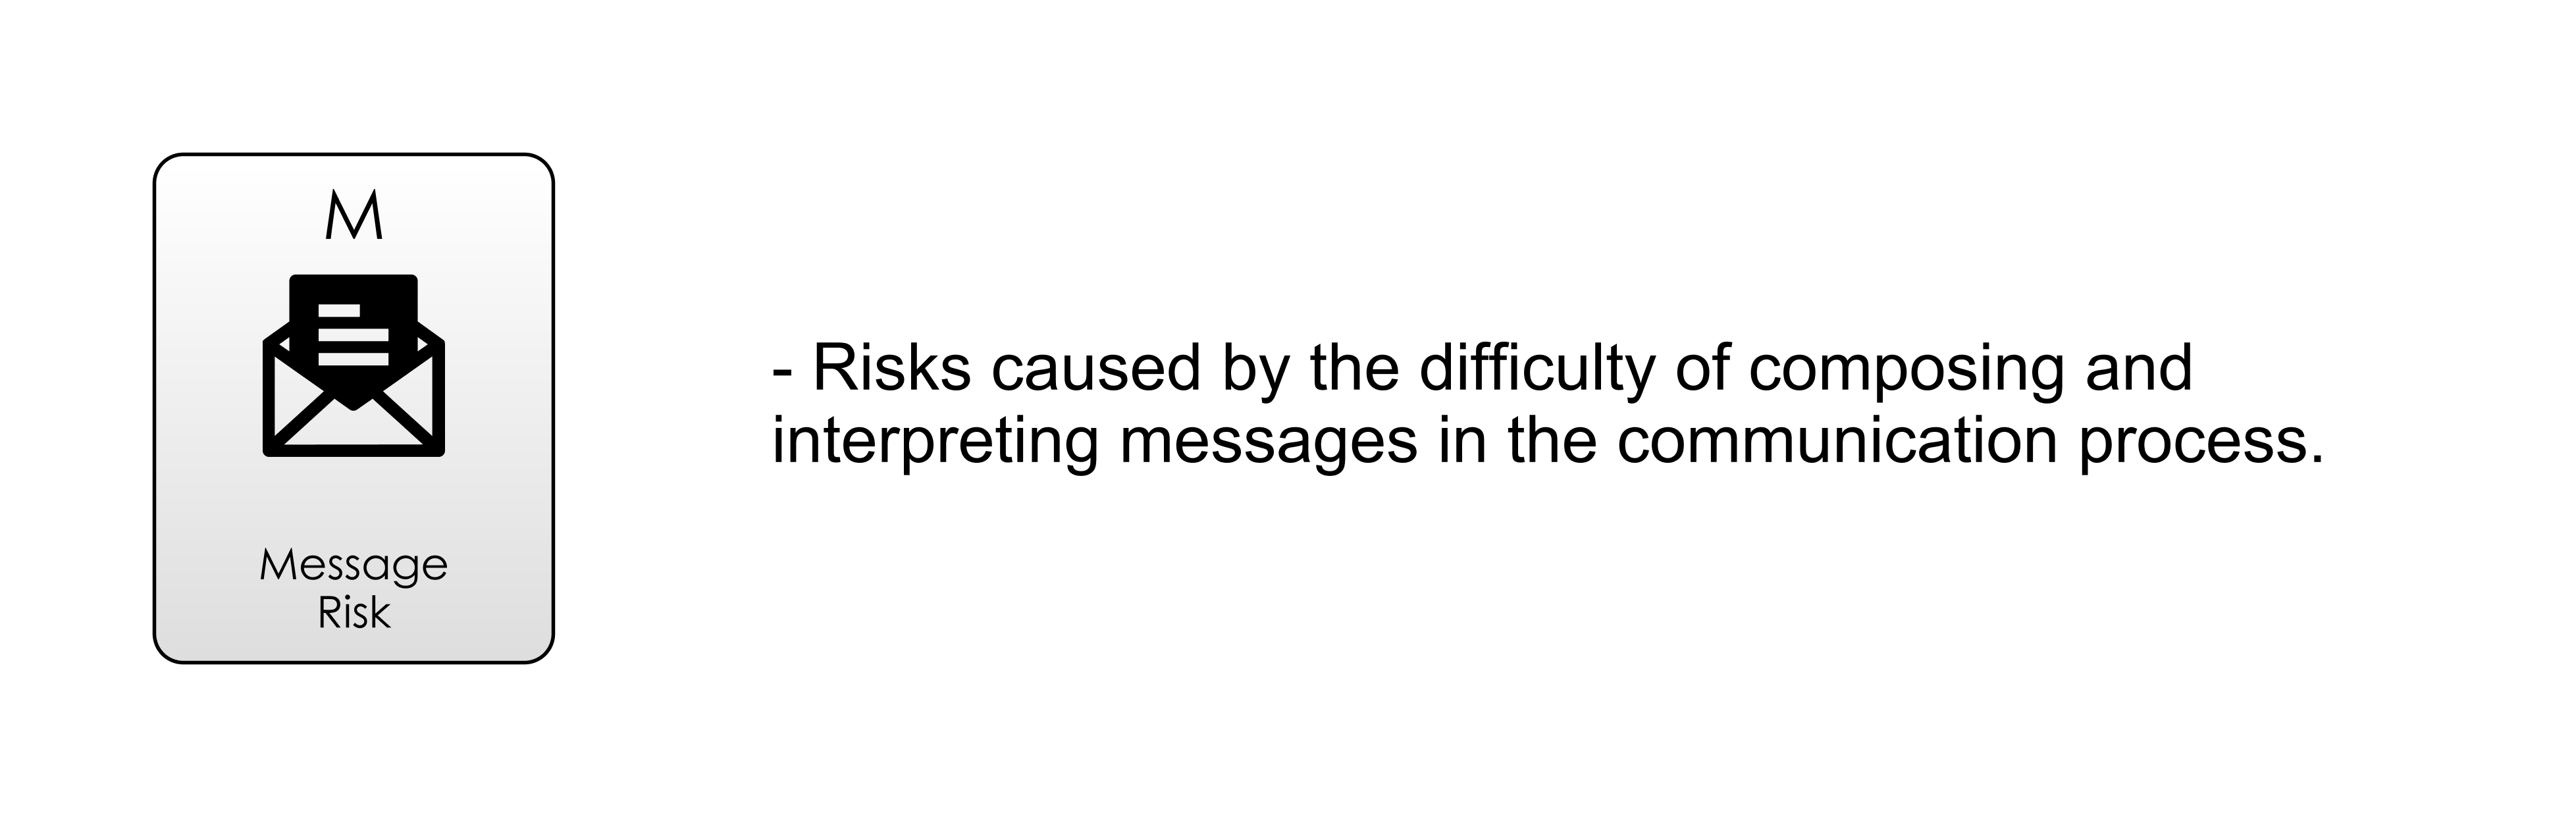 M
Message
Risk
- Risks caused by the difficulty of composing and
interpreting messages in the communication process.